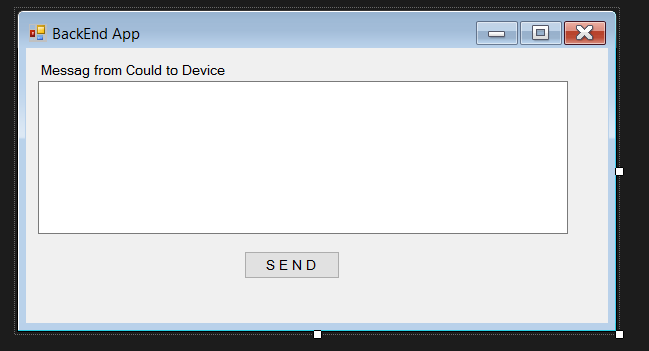 BackEnd App
Messag from Could to Device
S E N D